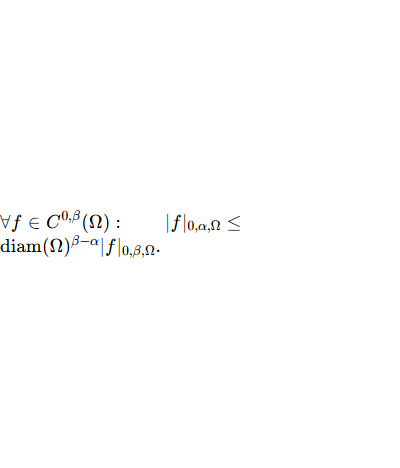 ∀f ∈ C^{0,β}(Ω) : |f|_{0,α,Ω} ≤
diam(Ω)^{β−α}|f|_{0,β,Ω}.